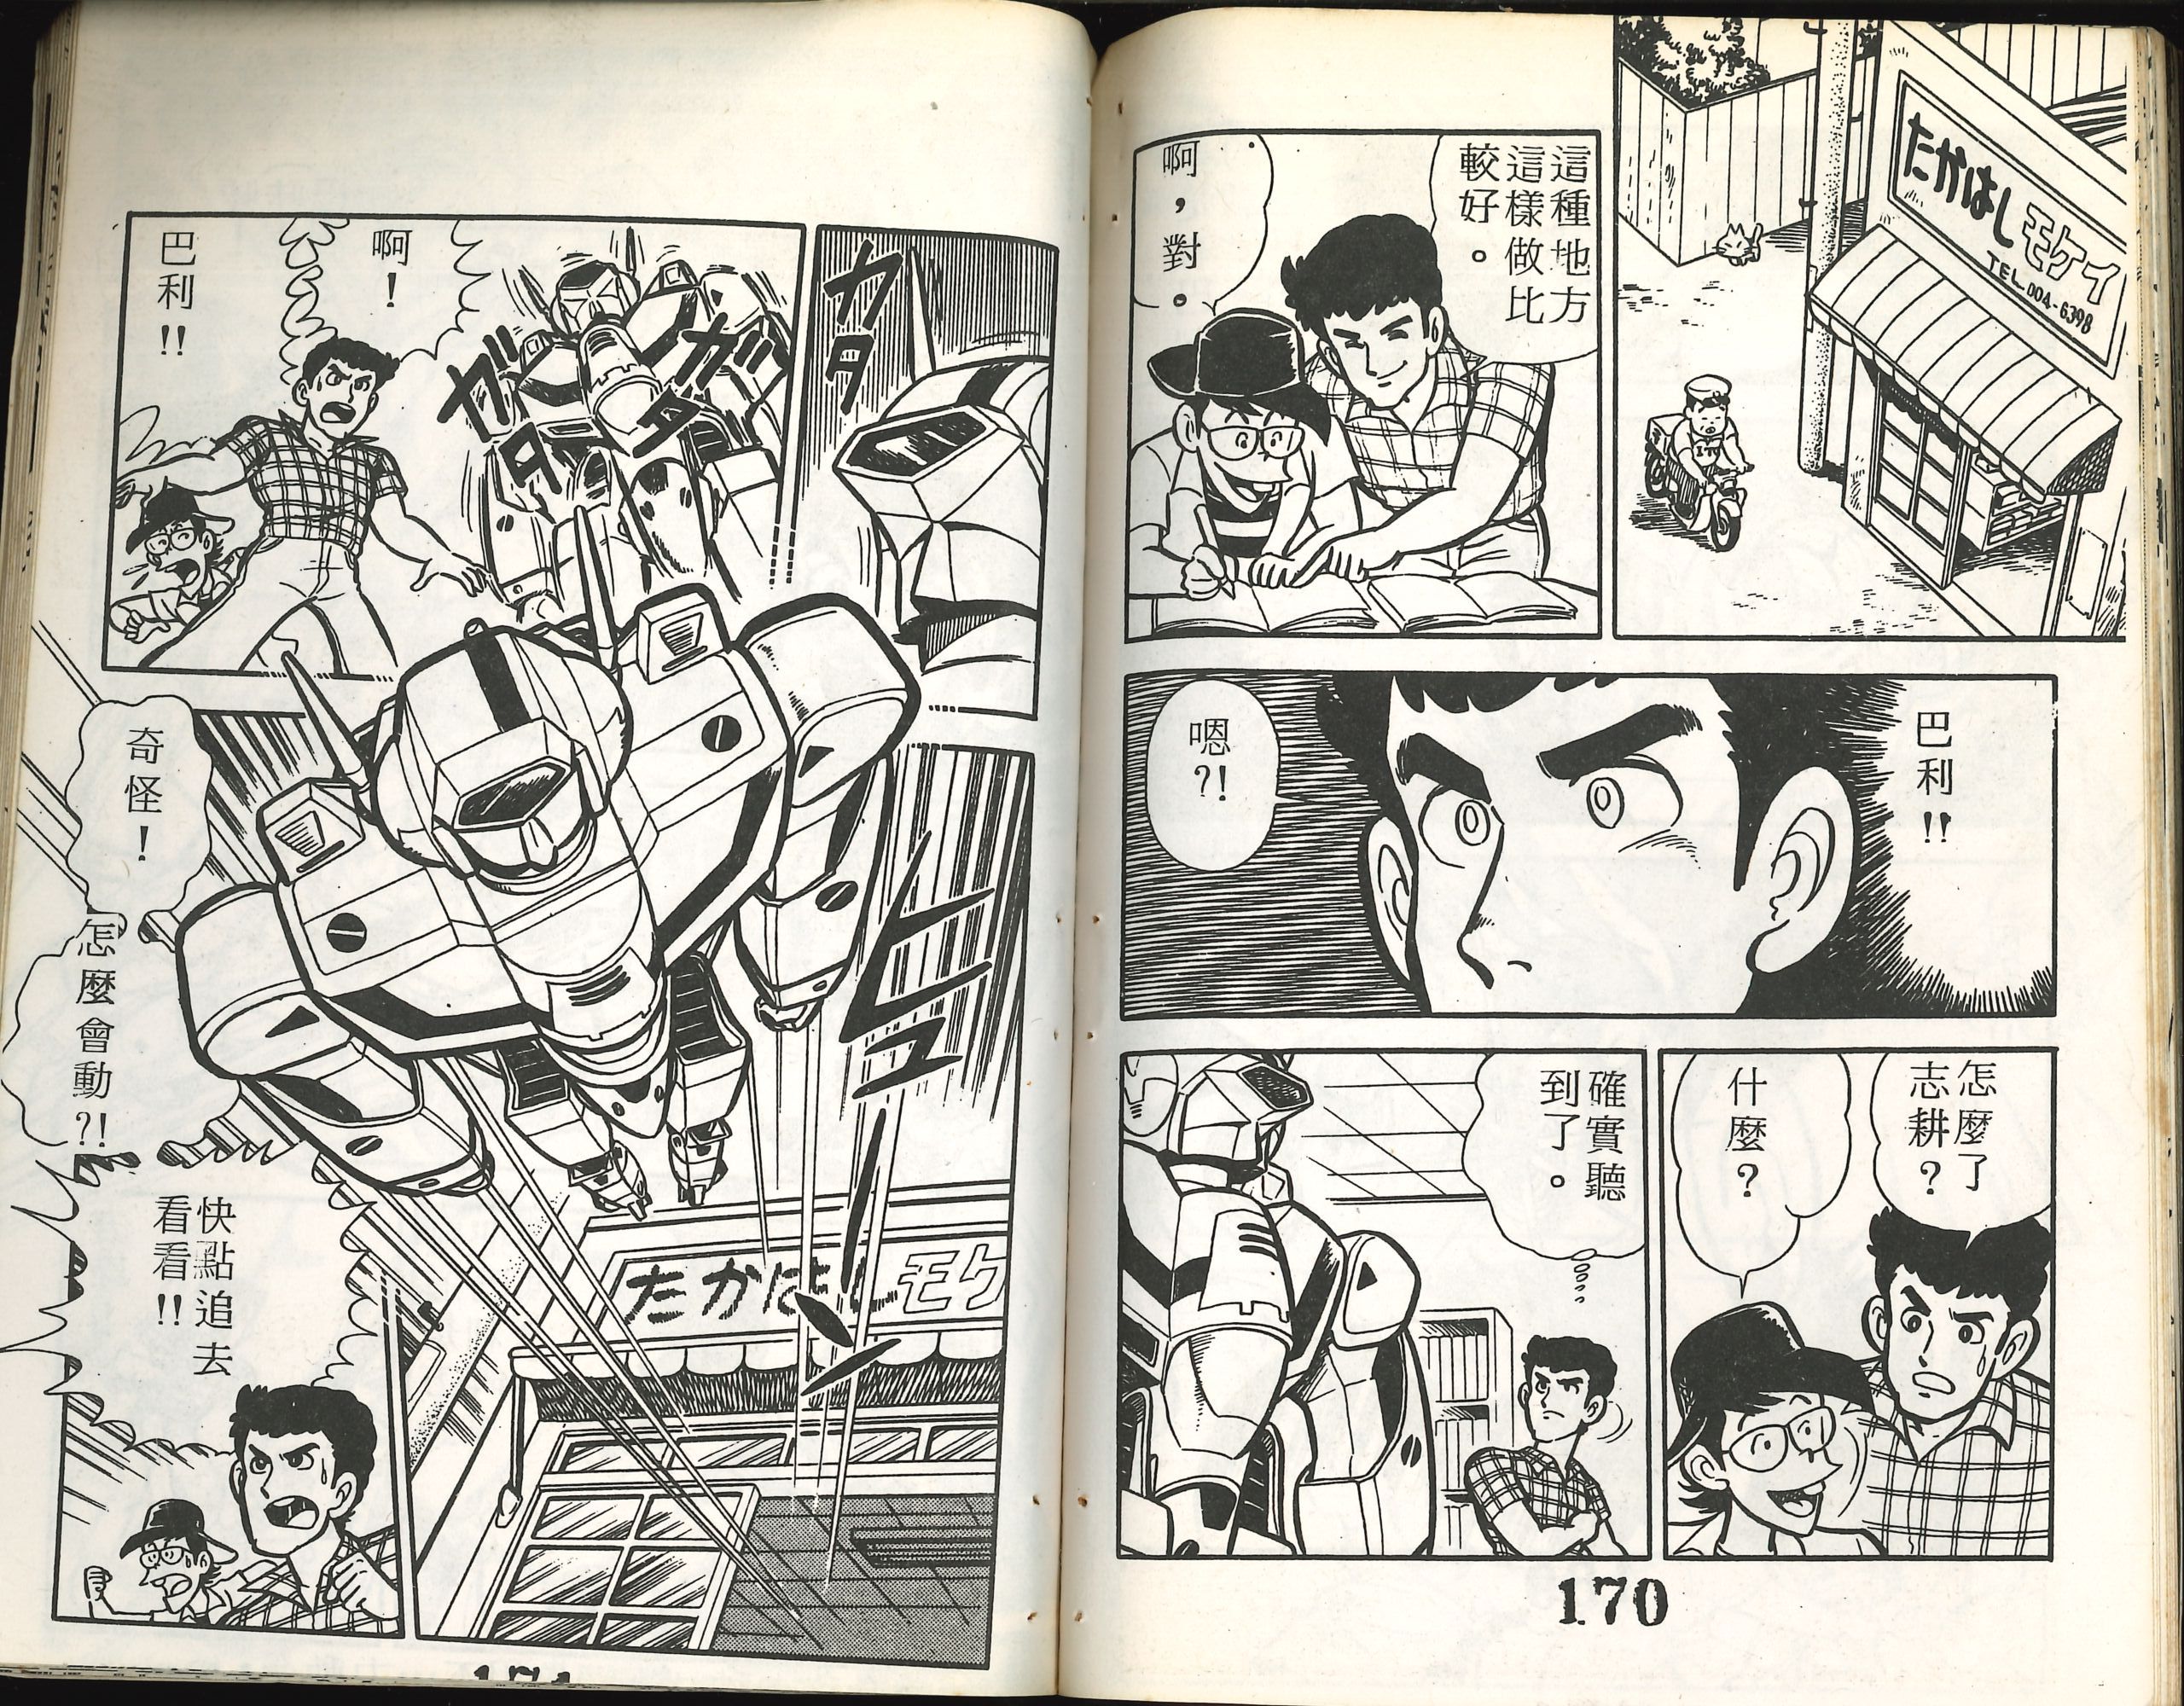 たかはしモケイ
TEL.004-6398
這種地方
這樣做比
較好。
啊，對。
巴利!!
嗯?!
怎麼了
志耕?
什麼?
確實聽
到了。
170
カタ
ガタ
ガタ
啊!
巴利!!
たかはしモケ
奇怪!
怎麼會動?!
快點追去
看看!!